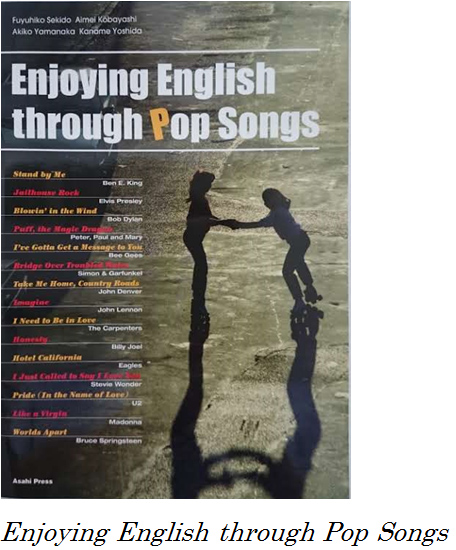 Fuyuhiko Sekido Aimei Kobayashi
Akiko Yamanaka Kaname Yoshida
Enjoying English
through Pop Songs
Stand by Me
Ben E. King
Jailhouse Rock
Elvis Presley
Blowin' in the Wind
Bob Dylan
Puff, the Magic Dragon
Peter, Paul and Mary
I've Gotta Get a Message to You
Bee Gees
Bridge Over Troubled Water
Simon & Garfunkel
Take Me Home, Country Roads
John Denver
Imagine
John Lennon
I Need to Be in Love
The Carpenters
Honesty
Billy Joel
Hotel California
Eagles
I Just Called to Say I Love You
Stevie Wonder
Pride (In the Name of Love)
U2
Like a Virgin
Madonna
Worlds Apart
Bruce Springsteen
Asahi Press
Enjoying English through Pop Songs